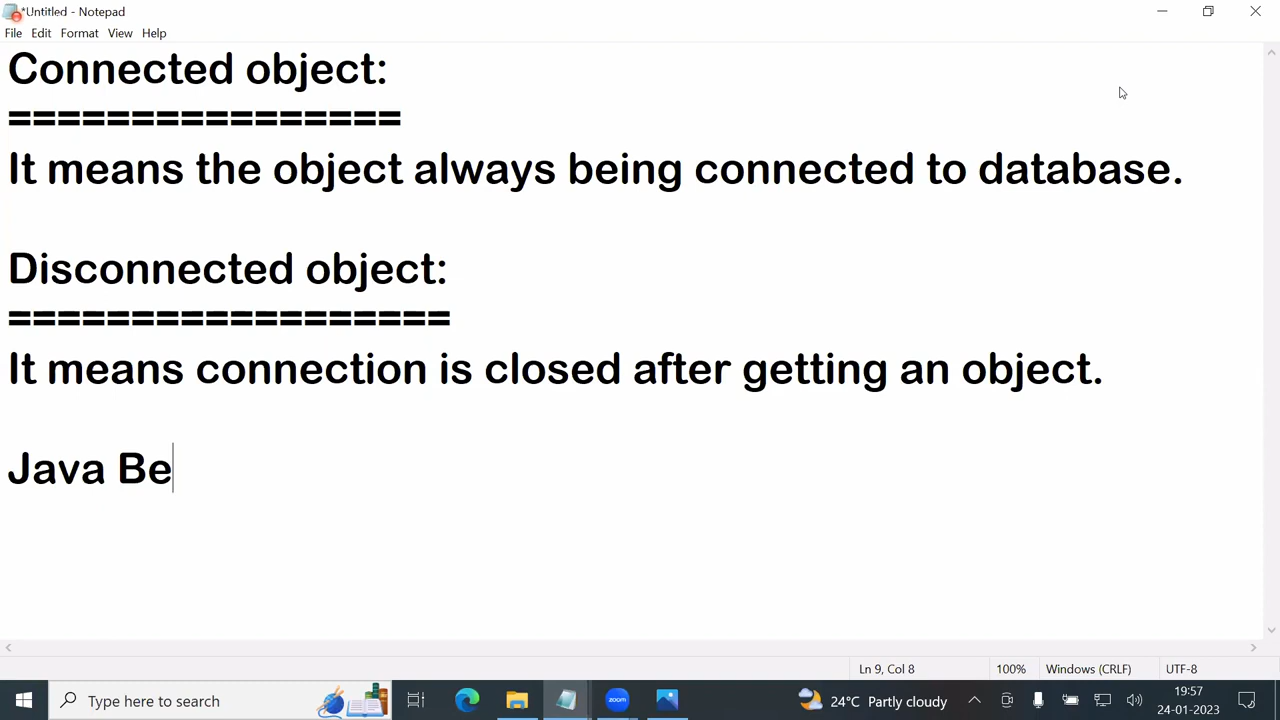 *Untitled - Notepad
File Edit Format View Help
Connected object:
================
It means the object always being connected to database.
Disconnected object:
==================
It means connection is closed after getting an object.
Java Be
Ln 9, Col 8 100% Windows (CRLF) UTF-8
Type here to search
zoom
24°C Partly cloudy
19:57
24-01-2023